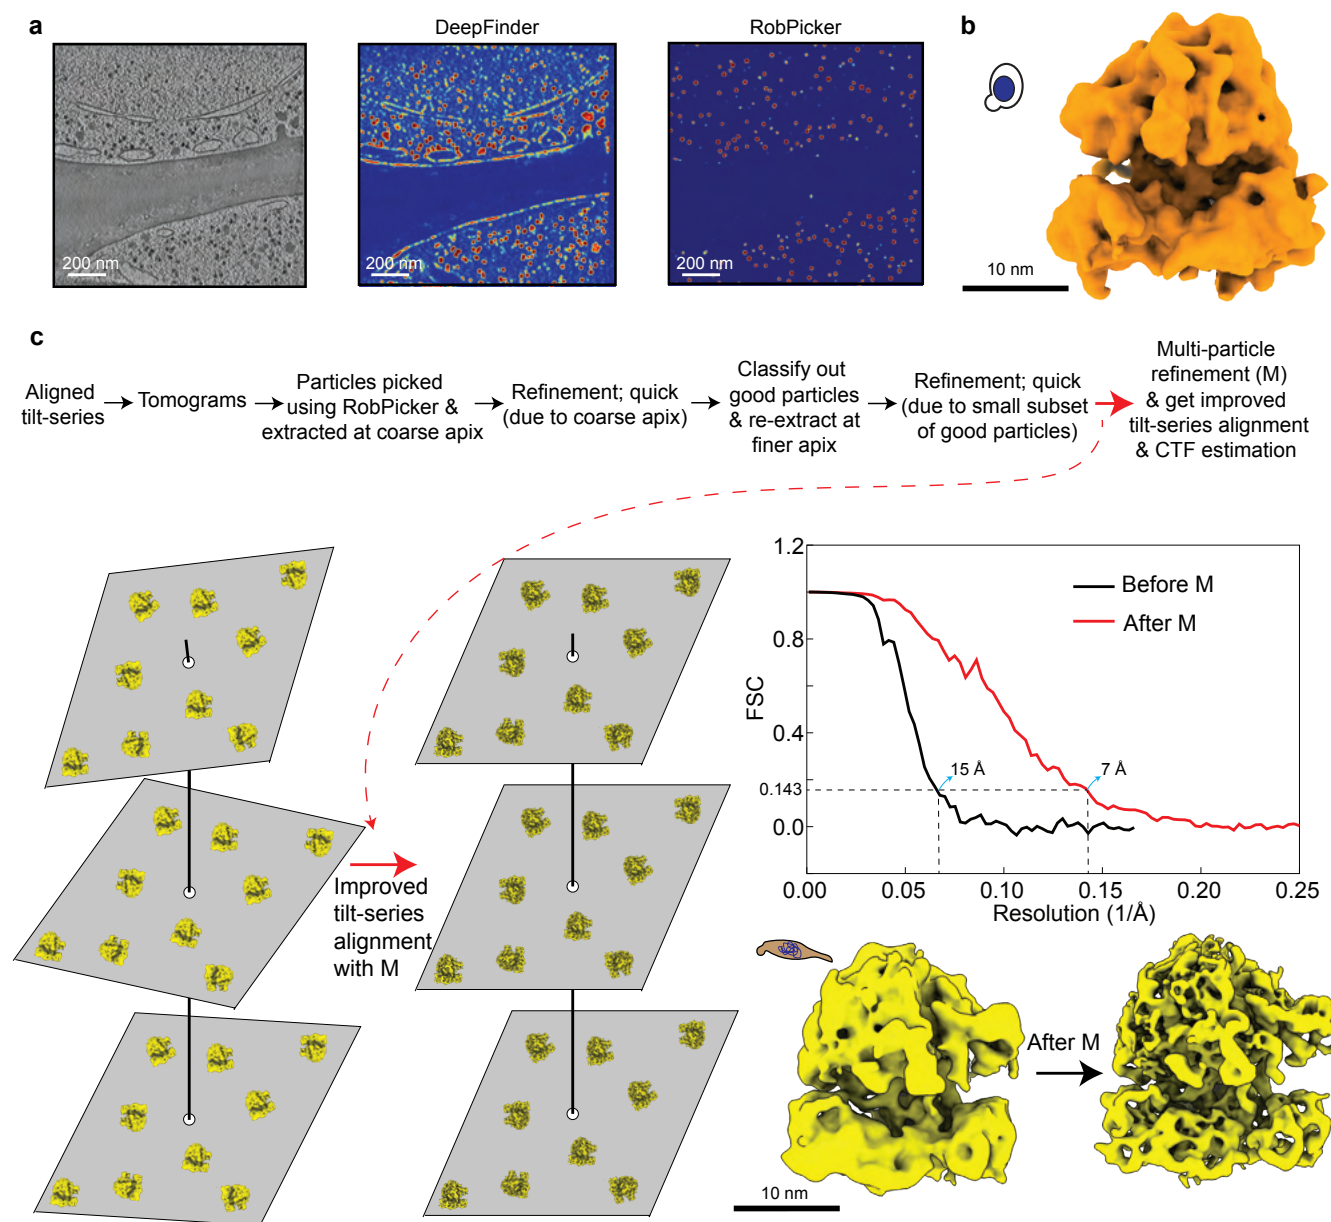 a
DeepFinder
RobPicker
b
200 nm
200 nm
200 nm
10 nm
c
Aligned
tilt-series
Tomograms
Particles picked
using RobPicker &
extracted at coarse apix
Refinement; quick
(due to coarse apix)
Classify out
good particles
& re-extract at
finer apix
Refinement; quick
(due to small subset
of good particles)
Multi-particle
refinement (M)
& get improved
tilt-series alignment
& CTF estimation
Improved
tilt-series
alignment
with M
1.2
0.8
0.4
0.143
0.0
FSC
Before M
After M
15 Å
7 Å
0.00
0.05
0.10
0.15
0.20
0.25
Resolution (1/Å)
After M
10 nm